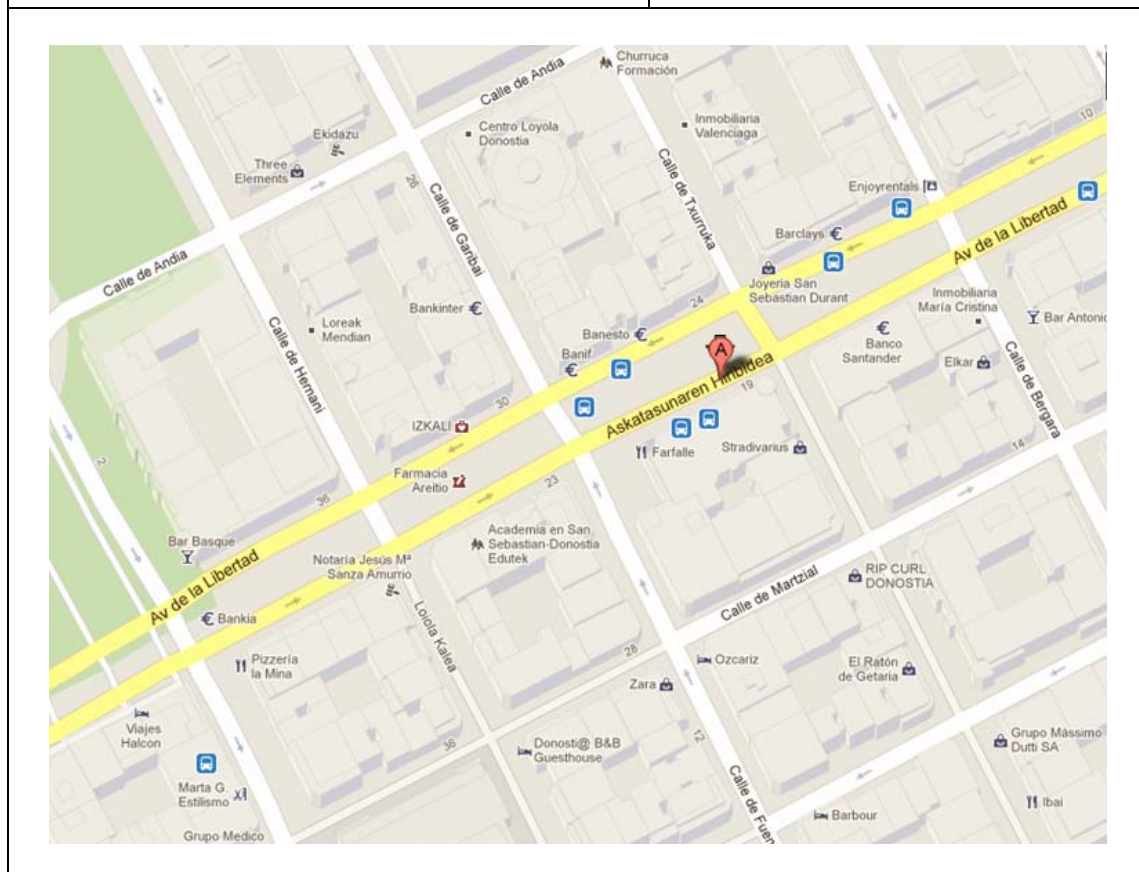 Churruca
Formación
Calle de Andia
Centro Loyola
Donostia
Inmobiliaria
Valenciaga
10
Ekidazu
Three
Elements
26
Calle de Garibai
Calle de Txurruka
Enjoyrentals
Barclays €
Av de la Libertad
Calle de Andia
Joyeria San
Sebastian Durant
Inmobiliaria
María Cristina
24
Bankinter €
Loreak
Mendian
Banesto €
Banif
€
A
€
Banco
Santander
Bar Antonio
Elkar
Calle de Hernani
Askatasunaren Hiribidea
19
Calle de Bergara
30
IZKALI
Farfalle
Stradivarius
14
2
Farmacia
Areitio
23
36
Bar Basque
Academia en San
Sebastian-Donostia
Edutek
Notaría Jesús Mª
Sanza Amurrio
Av de la Libertad
RIP CURL
DONOSTIA
Calle de Martzial
€ Bankia
Loiola Kalea
Pizzería
la Mina
28
Ozcariz
El Ratón
de Getaria
Zara
Viajes
Halcon
36
Donosti@ B&B
Guesthouse
12
Grupo Mássimo
Dutti SA
Marta G.
Estilismo
Calle de Fuen
Ibai
Barbour
Grupo Medico